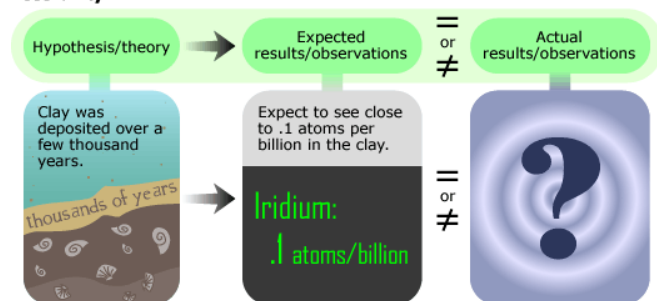 Hypothesis/theory
Expected
results/observations
=
or
≠
Actual
results/observations
Clay was
deposited over a
few thousand
years.
thousands of years
Expect to see close
to .1 atoms per
billion in the clay.
Iridium:
.1 atoms/billion
=
or
≠
?